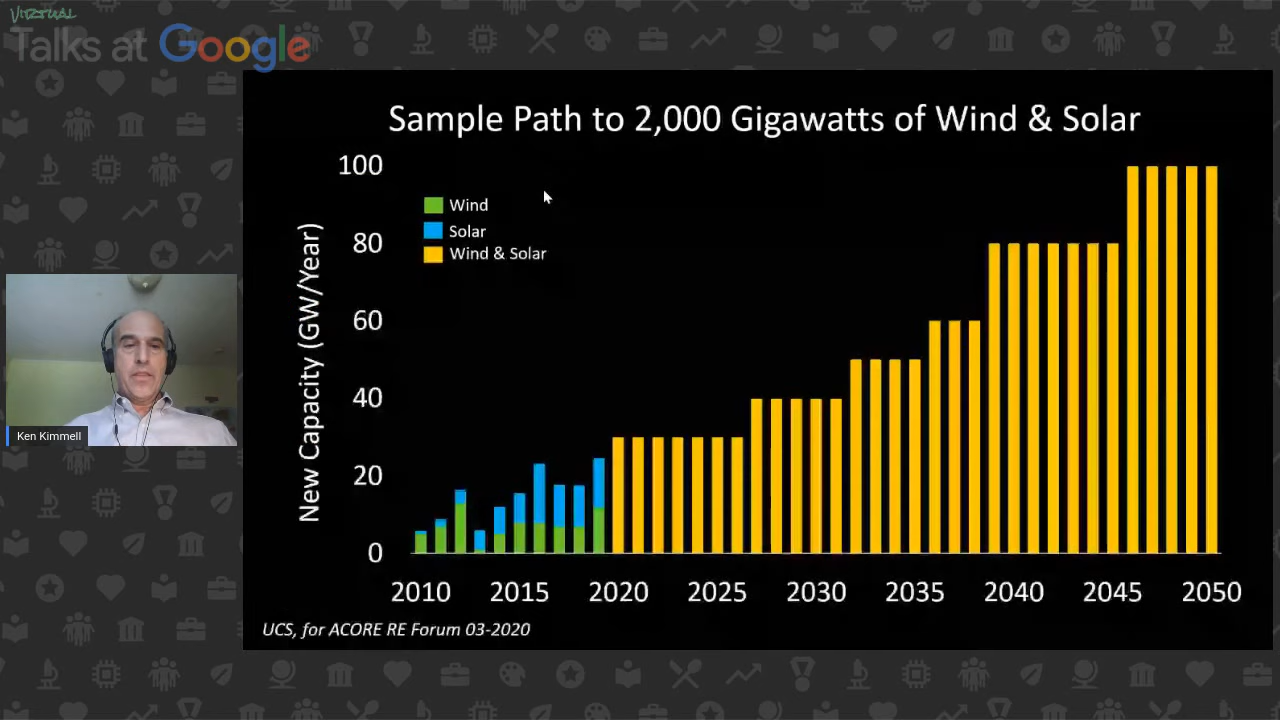 VIRTUAL
Talks at Google
Sample Path to 2,000 Gigawatts of Wind & Solar
100
80
60
40
20
0
New Capacity (GW/Year)
Wind
Solar
Wind & Solar
2010 2015 2020 2025 2030 2035 2040 2045 2050
UCS, for ACORE RE Forum 03-2020
Ken Kimmell